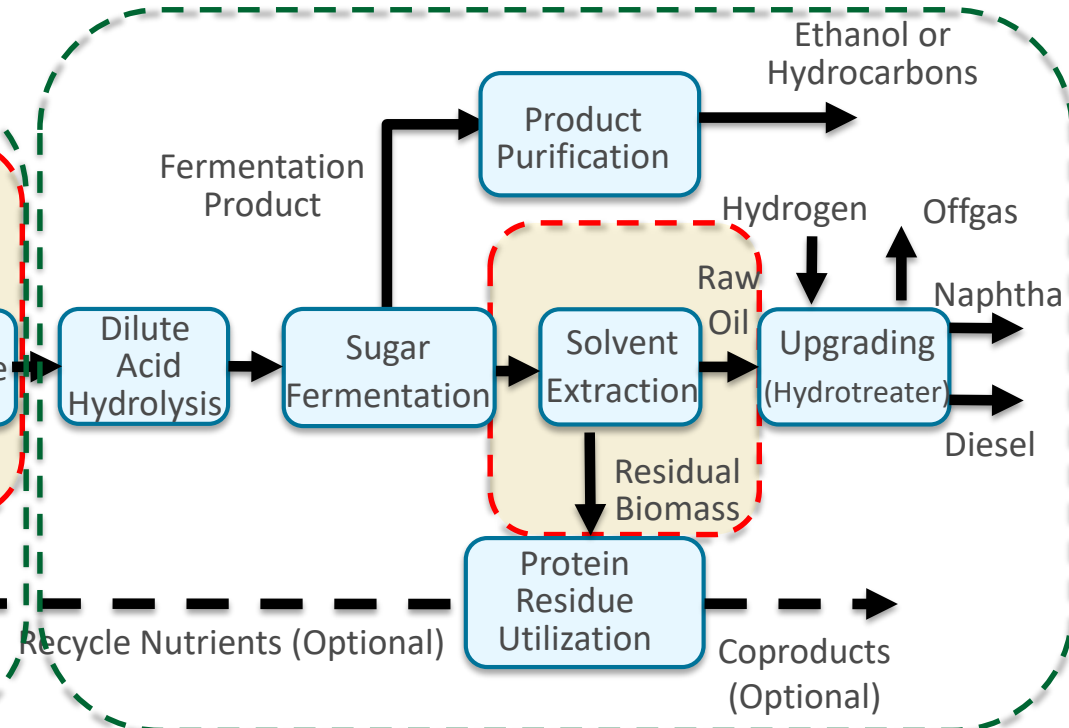 Ethanol or
Hydrocarbons
Product
Purification
Fermentation
Product
Hydrogen
Offgas
Raw
Oil
Naphtha
Dilute
Acid
Hydrolysis
Sugar
Fermentation
Solvent
Extraction
Upgrading
(Hydrotreater)
Diesel
Residual
Biomass
Protein
Residue
Utilization
Recycle Nutrients (Optional)
Coproducts
(Optional)